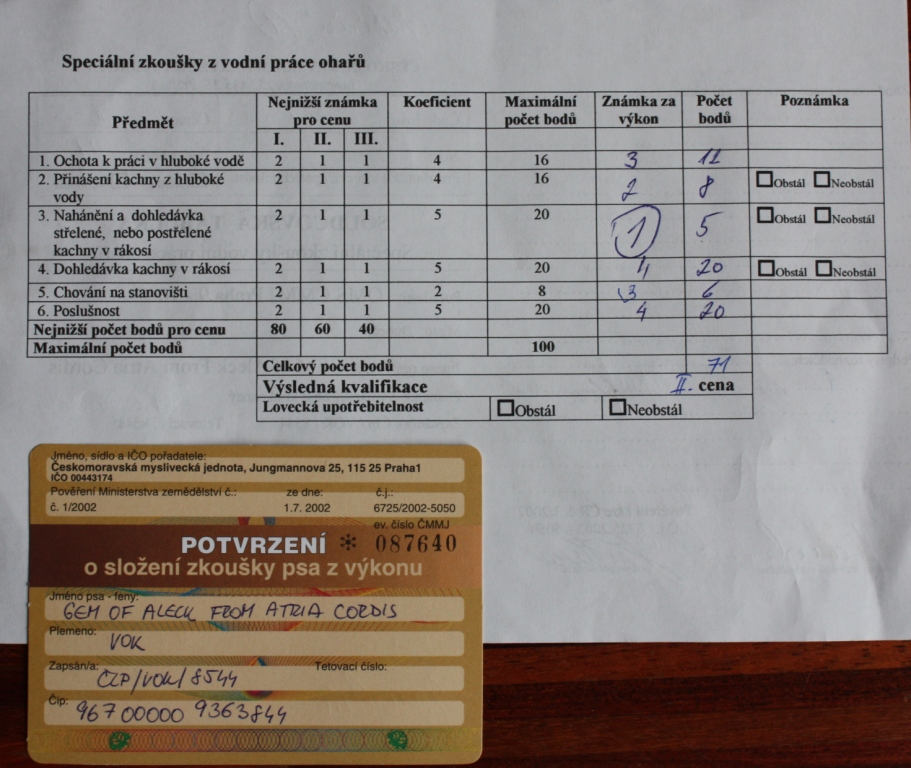 Speciální zkoušky z vodní práce ohařů
Předmět Nejnižší známka pro cenu Koeficient Maximální počet bodů Známka za výkon Počet bodů Poznámka
I. II. III.
1. Ochota k práci v hluboké vodě 2 1 1 4 16 3 12
2. Přinášení kachny z hluboké vody 2 1 1 4 16 2 8 Obstál Neobstál
3. Nahánění a dohledávka střelené, nebo postřelené kachny v rákosí 2 1 1 5 20 1 5 Obstál Neobstál
4. Dohledávka kachny v rákosí 2 1 1 5 20 4 20 Obstál Neobstál
5. Chování na stanovišti 2 1 1 2 8 3 6
6. Poslušnost 2 1 1 5 20 4 20
Nejnižší počet bodů pro cenu 80 60 40
Maximální počet bodů 100
Celkový počet bodů 71
Výsledná kvalifikace II. cena
Lovecká upotřebitelnost Obstál Neobstál
Jméno, sídlo a IČO pořadatele:
Českomoravská myslivecká jednota, Jungmannova 25, 115 25 Praha1
IČO 00443174
Pověření Ministerstva zemědělství č.: ze dne: č.j.:
č. 1/2002 1.7. 2002 6725/2002-5050
ev. číslo ČMMJ
POTVRZENÍ * 087640
o složení zkoušky psa z výkonu
Jméno psa - feny:
GEM OF ALECK FROM ATRIA CORDIS
Plemeno:
VOK
Zapsán/a: Tetovací číslo:
ČLP/VOK/8544
Čip:
96700000 9363844